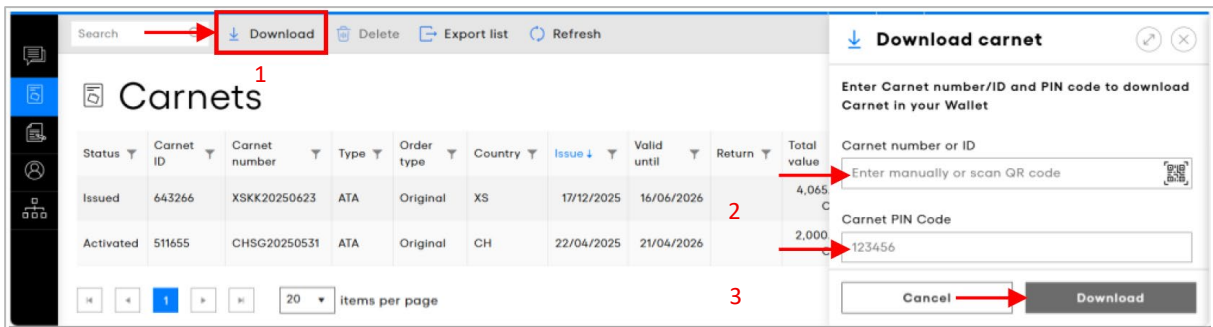 Search
Download
Delete
Export list
Refresh
1
Carnets
Status
Carnet ID
Carnet number
Type
Order type
Country
Issue↓
Valid until
Return
Total value
Issued 643266 XSKK20250623 ATA Original XS 17/12/2025 16/06/2026 4,065
C
Activated 511655 CHSG20250531 ATA Original CH 22/04/2025 21/04/2026 2,000
C
1
20
items per page
Download carnet
Enter Carnet number/ID and PIN code to download
Carnet in your Wallet
Carnet number or ID
Enter manually or scan QR code
2
Carnet PIN Code
123456
3
Cancel
Download